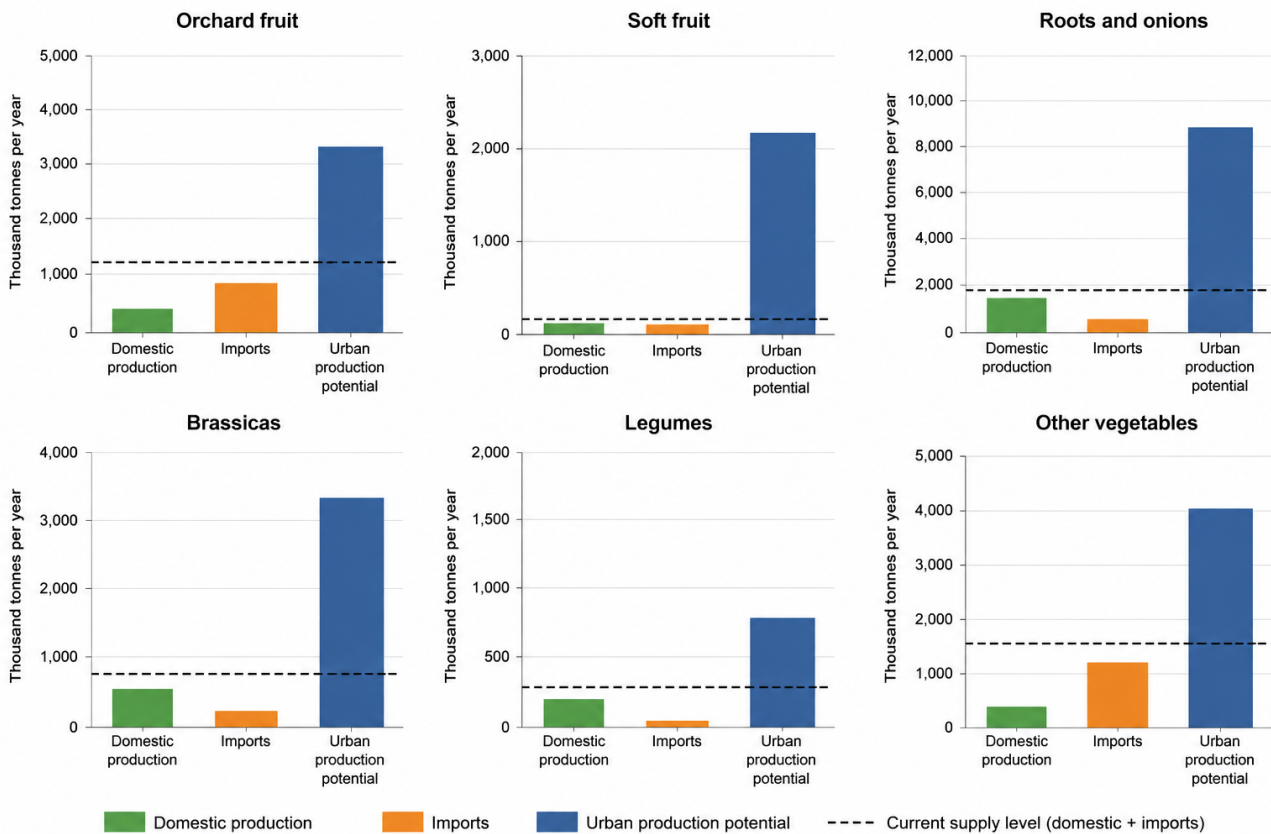 Orchard fruit
Thousand tonnes per year
5,000
4,000
3,000
2,000
1,000
0
Domestic
production
Imports
Urban
production
potential
Soft fruit
Thousand tonnes per year
3,000
2,000
1,000
0
Domestic
production
Imports
Urban
production
potential
Roots and onions
Thousand tonnes per year
12,000
10,000
8,000
6,000
4,000
2,000
0
Domestic
production
Imports
Urban
production
potential
Brassicas
Thousand tonnes per year
4,000
3,000
2,000
1,000
0
Domestic
production
Imports
Urban
production
potential
Legumes
Thousand tonnes per year
2,000
1,500
1,000
500
0
Domestic
production
Imports
Urban
production
potential
Other vegetables
Thousand tonnes per year
5,000
4,000
3,000
2,000
1,000
0
Domestic
production
Imports
Urban
production
potential
Domestic production
Imports
Urban production potential
Current supply level (domestic + imports)